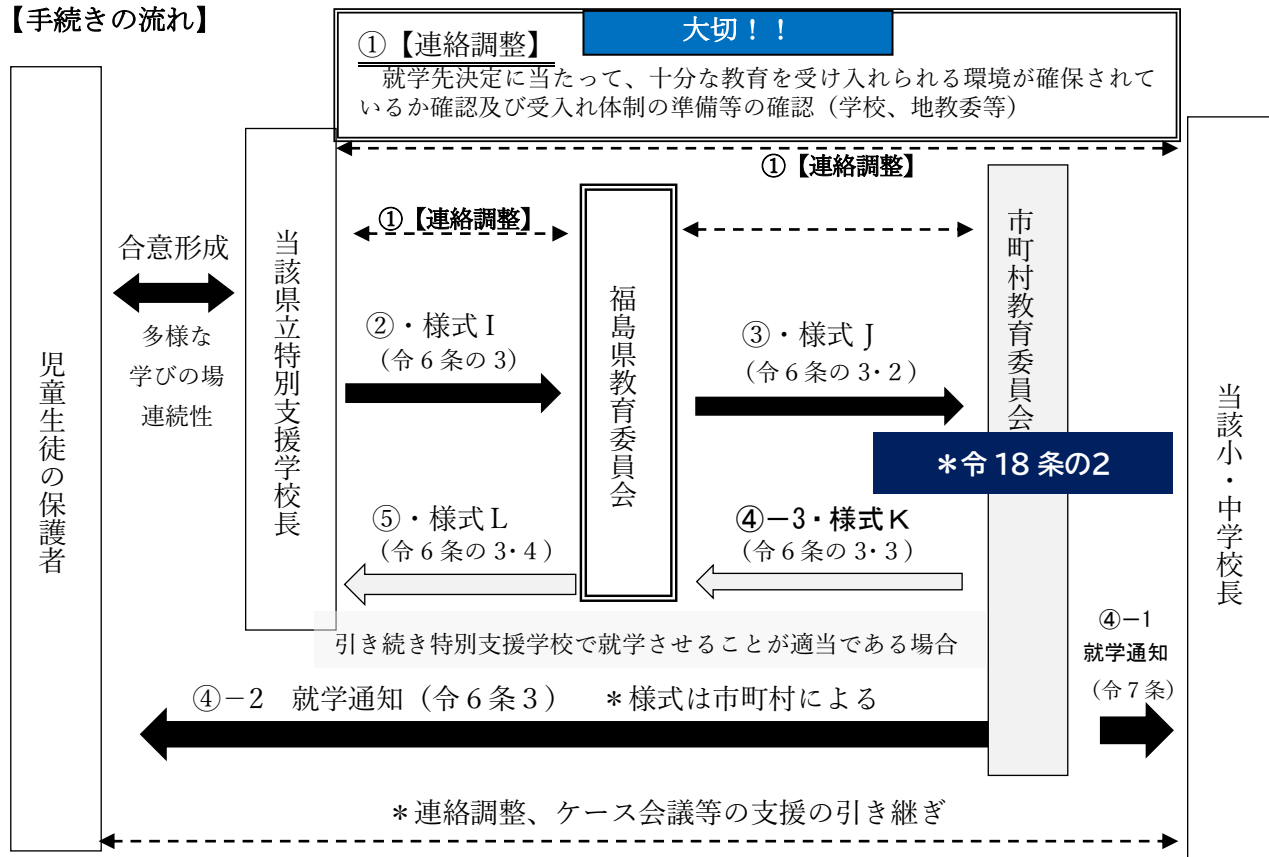 【手続きの流れ】
大切！！
①【連絡調整】
就学先決定に当たって、十分な教育を受け入れられる環境が確保されて
いるか確認及び受入れ体制の準備等の確認（学校、地教委等）
①【連絡調整】
①【連絡調整】
児童生徒の保護者
合意形成
多様な
学びの場
連続性
当該県立特別支援学校長
②・様式Ｉ
（令６条の３）
福島県教育委員会
③・様式Ｊ
（令６条の３・２）
市町村教育委員会
＊令18条の2
当該小・中学校長
⑤・様式Ｌ
（令６条の３・４）
④－3・様式Ｋ
（令６条の３・３）
引き続き特別支援学校で就学させることが適当である場合
④－1
就学通知
（令７条）
④－２　就学通知（令６条３）　＊様式は市町村による
＊連絡調整、ケース会議等の支援の引き継ぎ